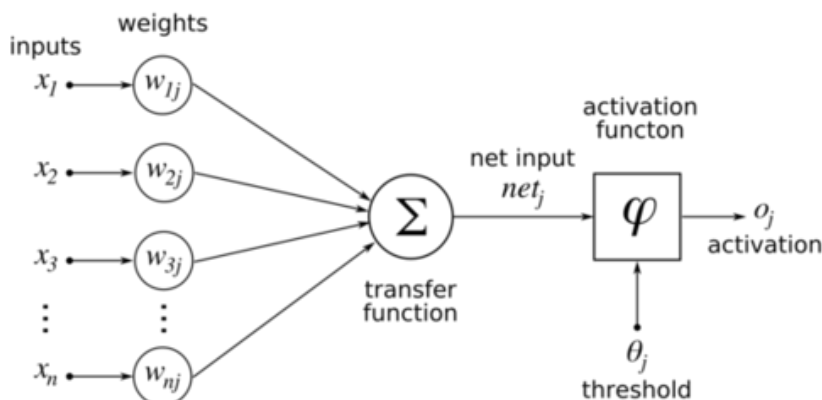 weights
inputs
x₁
w₁ⱼ
x₂
w₂ⱼ
x₃
w₃ⱼ
⋮ ⋮
xₙ
wₙⱼ
Σ
transfer
function
net input
netⱼ
activation
functon
φ
oⱼ
activation
θⱼ
threshold